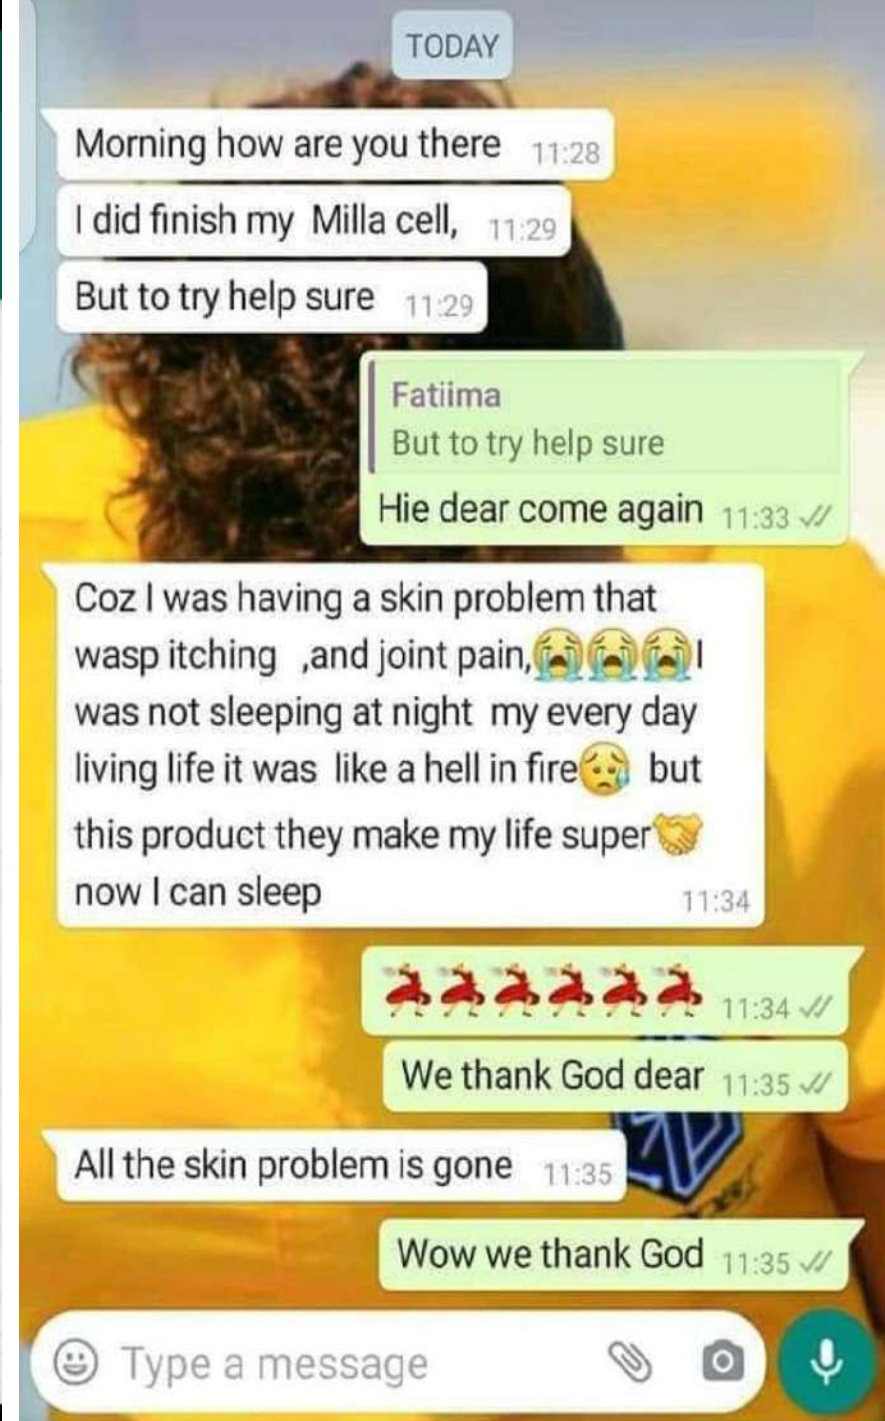 TODAY
Morning how are you there 11:28
I did finish my Milla cell, 11:29
But to try help sure 11:29
Fatiima
But to try help sure
Hie dear come again 11:33
Coz I was having a skin problem that
wasp itching ,and joint pain,😭😭😭I
was not sleeping at night my every day
living life it was like a hell in fire😥 but
this product they make my life super🤝
now I can sleep 11:34
💃💃💃💃💃💃 11:34
We thank God dear 11:35
All the skin problem is gone 11:35
Wow we thank God 11:35
Type a message